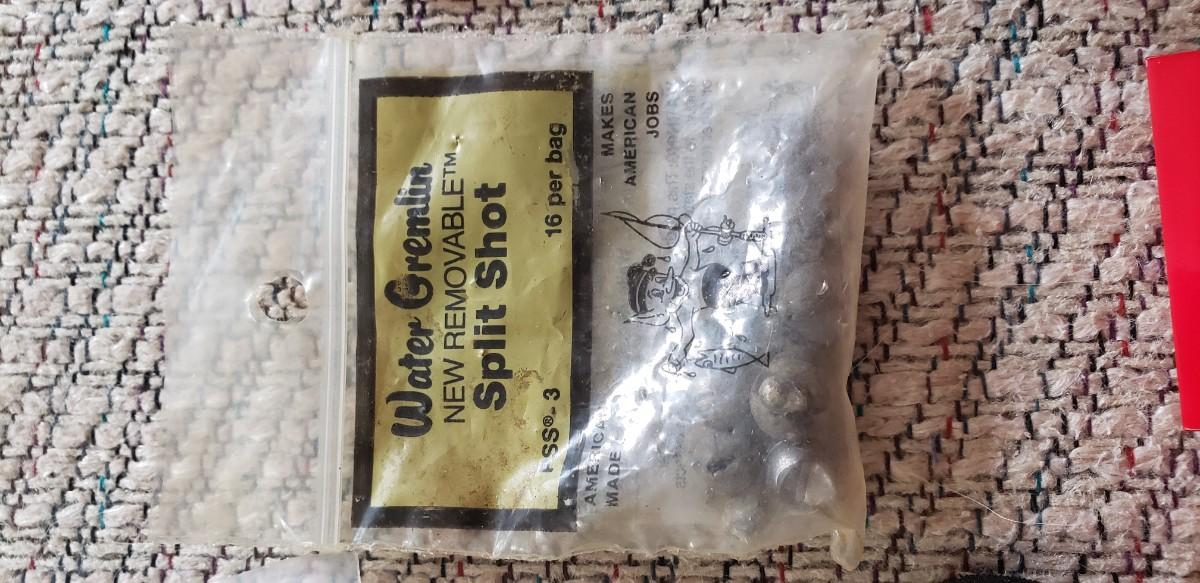 Water Gremlin
NEW REMOVABLE™
Split Shot
PSS®-3 16 per bag
AMERICAN
MADE
MAKES
AMERICAN
JOBS